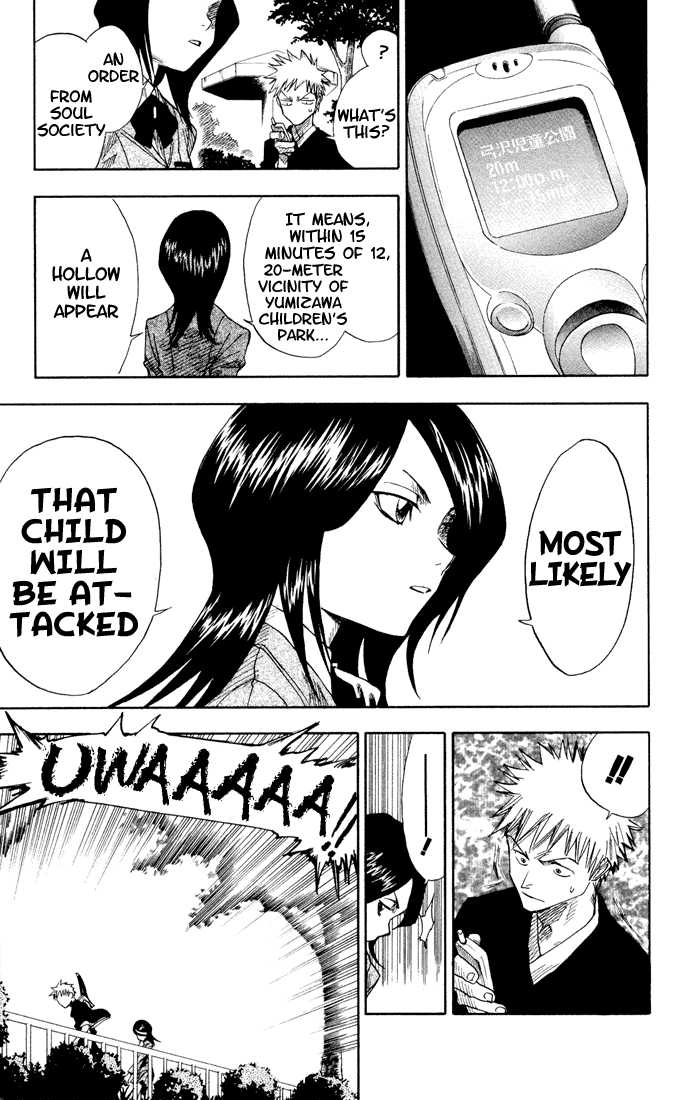 弓沢児童公園
20m
12:00a.m.
?
WHAT'S
THIS?
AN
ORDER
FROM
SOUL
SOCIETY
IT MEANS,
WITHIN 15
MINUTES OF 12,
20-METER
VICINITY OF
YUMIZAWA
CHILDREN'S
PARK...
A
HOLLOW
WILL
APPEAR
MOST
LIKELY
THAT
CHILD
WILL
BE AT-
TACKED
!!
!
UWAAAAA!!